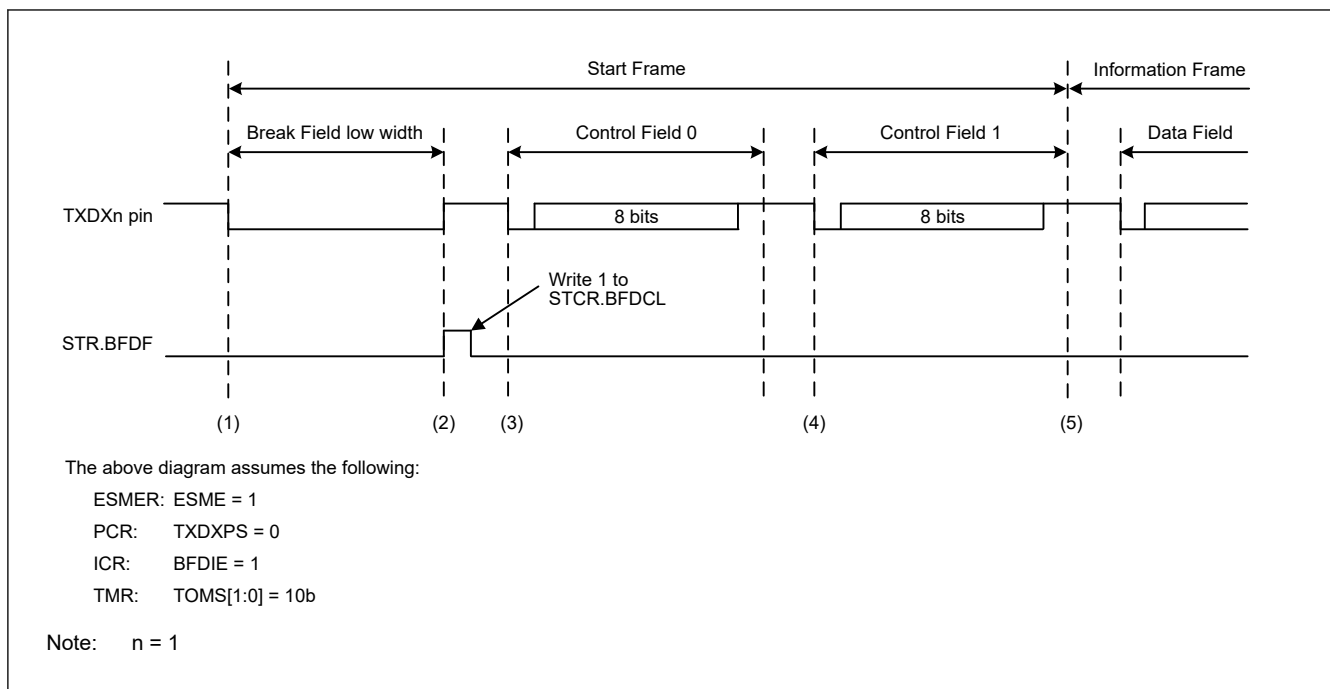 Start Frame
Information Frame
Break Field low width
Control Field 0
Control Field 1
Data Field
TXDXn pin
8 bits
8 bits
Write 1 to
STCR.BFDCL
STR.BFDF
(1)
(2)
(3)
(4)
(5)
The above diagram assumes the following:
ESMER: ESME = 1
PCR: TXDXPS = 0
ICR: BFDIE = 1
TMR: TOMS[1:0] = 10b
Note: n = 1